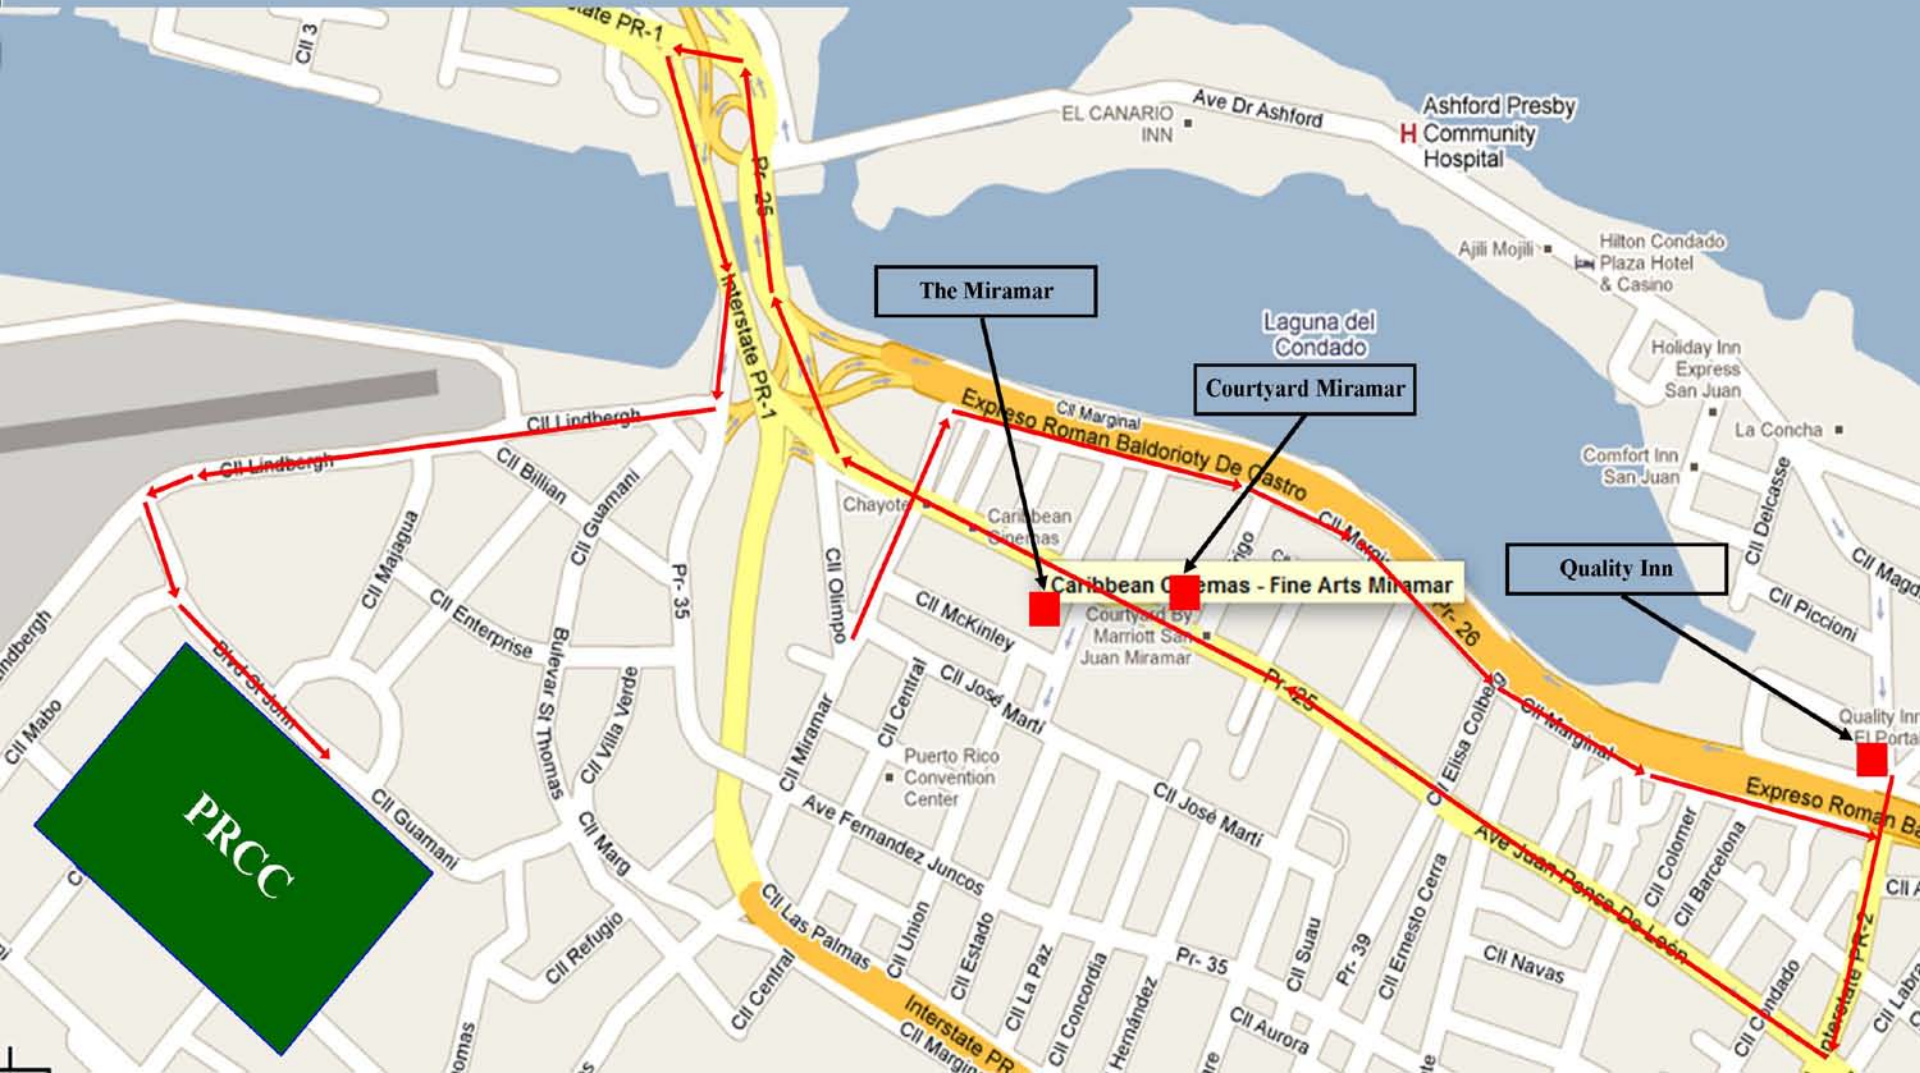 state PR-1
Cll 3
EL CANARIO
INN
Ave Dr Ashford
Ashford Presby
H Community
Hospital
Pr- 25
Ajili Mojili
Hilton Condado
Plaza Hotel
& Casino
The Miramar
Interstate PR-1
Laguna del
Condado
Holiday Inn
Express
San Juan
Courtyard Miramar
Expreso Roman Baldorioty De Castro
Cll Marginal
La Concha
Comfort Inn
San Juan
Cll Lindbergh
Cll Lindbergh
Cll Billian
Cll Guamani
Chayote
Caribbean
Cinemas
Cll Delcasse
Cll Majagua
Pr- 35
Cll Olimpo
Caribbean Cinemas - Fine Arts Miramar
Courtyard By
Marriott San
Juan Miramar
Quality Inn
Cll Magd
Cll Piccioni
Pr- 26
Cll Enterprise
Cll McKinley
Cll José Martí
Pr- 25
Cll Elisa Colberg
Cll Marginal
Quality Inn
El Portal
Blvd St John
Bulevar St Thomas
Cll Villa Verde
Cll Central
Cll Miramar
Puerto Rico
Convention
Center
Cll Mabo
PRCC
Cll Guamani
Cll Marg
Ave Fernandez Juncos
Cll José Martí
Expreso Roman Ba
Ave Juan Ponce De León
Cll Colomer
Cll Barcelona
Cll Ernesto Cerra
Cll Las Palmas
Cll Union
Cll Estado
Cll La Paz
Cll Concordia
Hernández
Pr- 35
Cll Suau
Pr- 39
Cll Navas
Interstate PR-2
Cll Condado
Cll Labra
Cll Refugio
Cll Central
Cll Aurora
Interstate PR
Cll Margin
omas